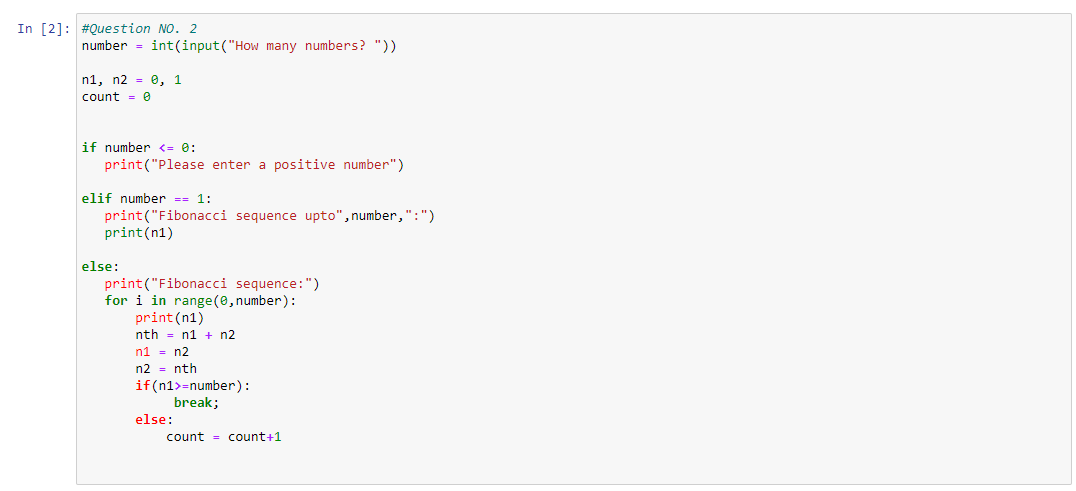 In [2]: #Question NO. 2
number = int(input("How many numbers? "))
n1, n2 = 0, 1
count = 0
if number <= 0:
   print("Please enter a positive number")
elif number == 1:
   print("Fibonacci sequence upto",number,":")
   print(n1)
else:
   print("Fibonacci sequence:")
   for i in range(0,number):
       print(n1)
       nth = n1 + n2
       n1 = n2
       n2 = nth
       if(n1>=number):
            break;
       else:
           count = count+1